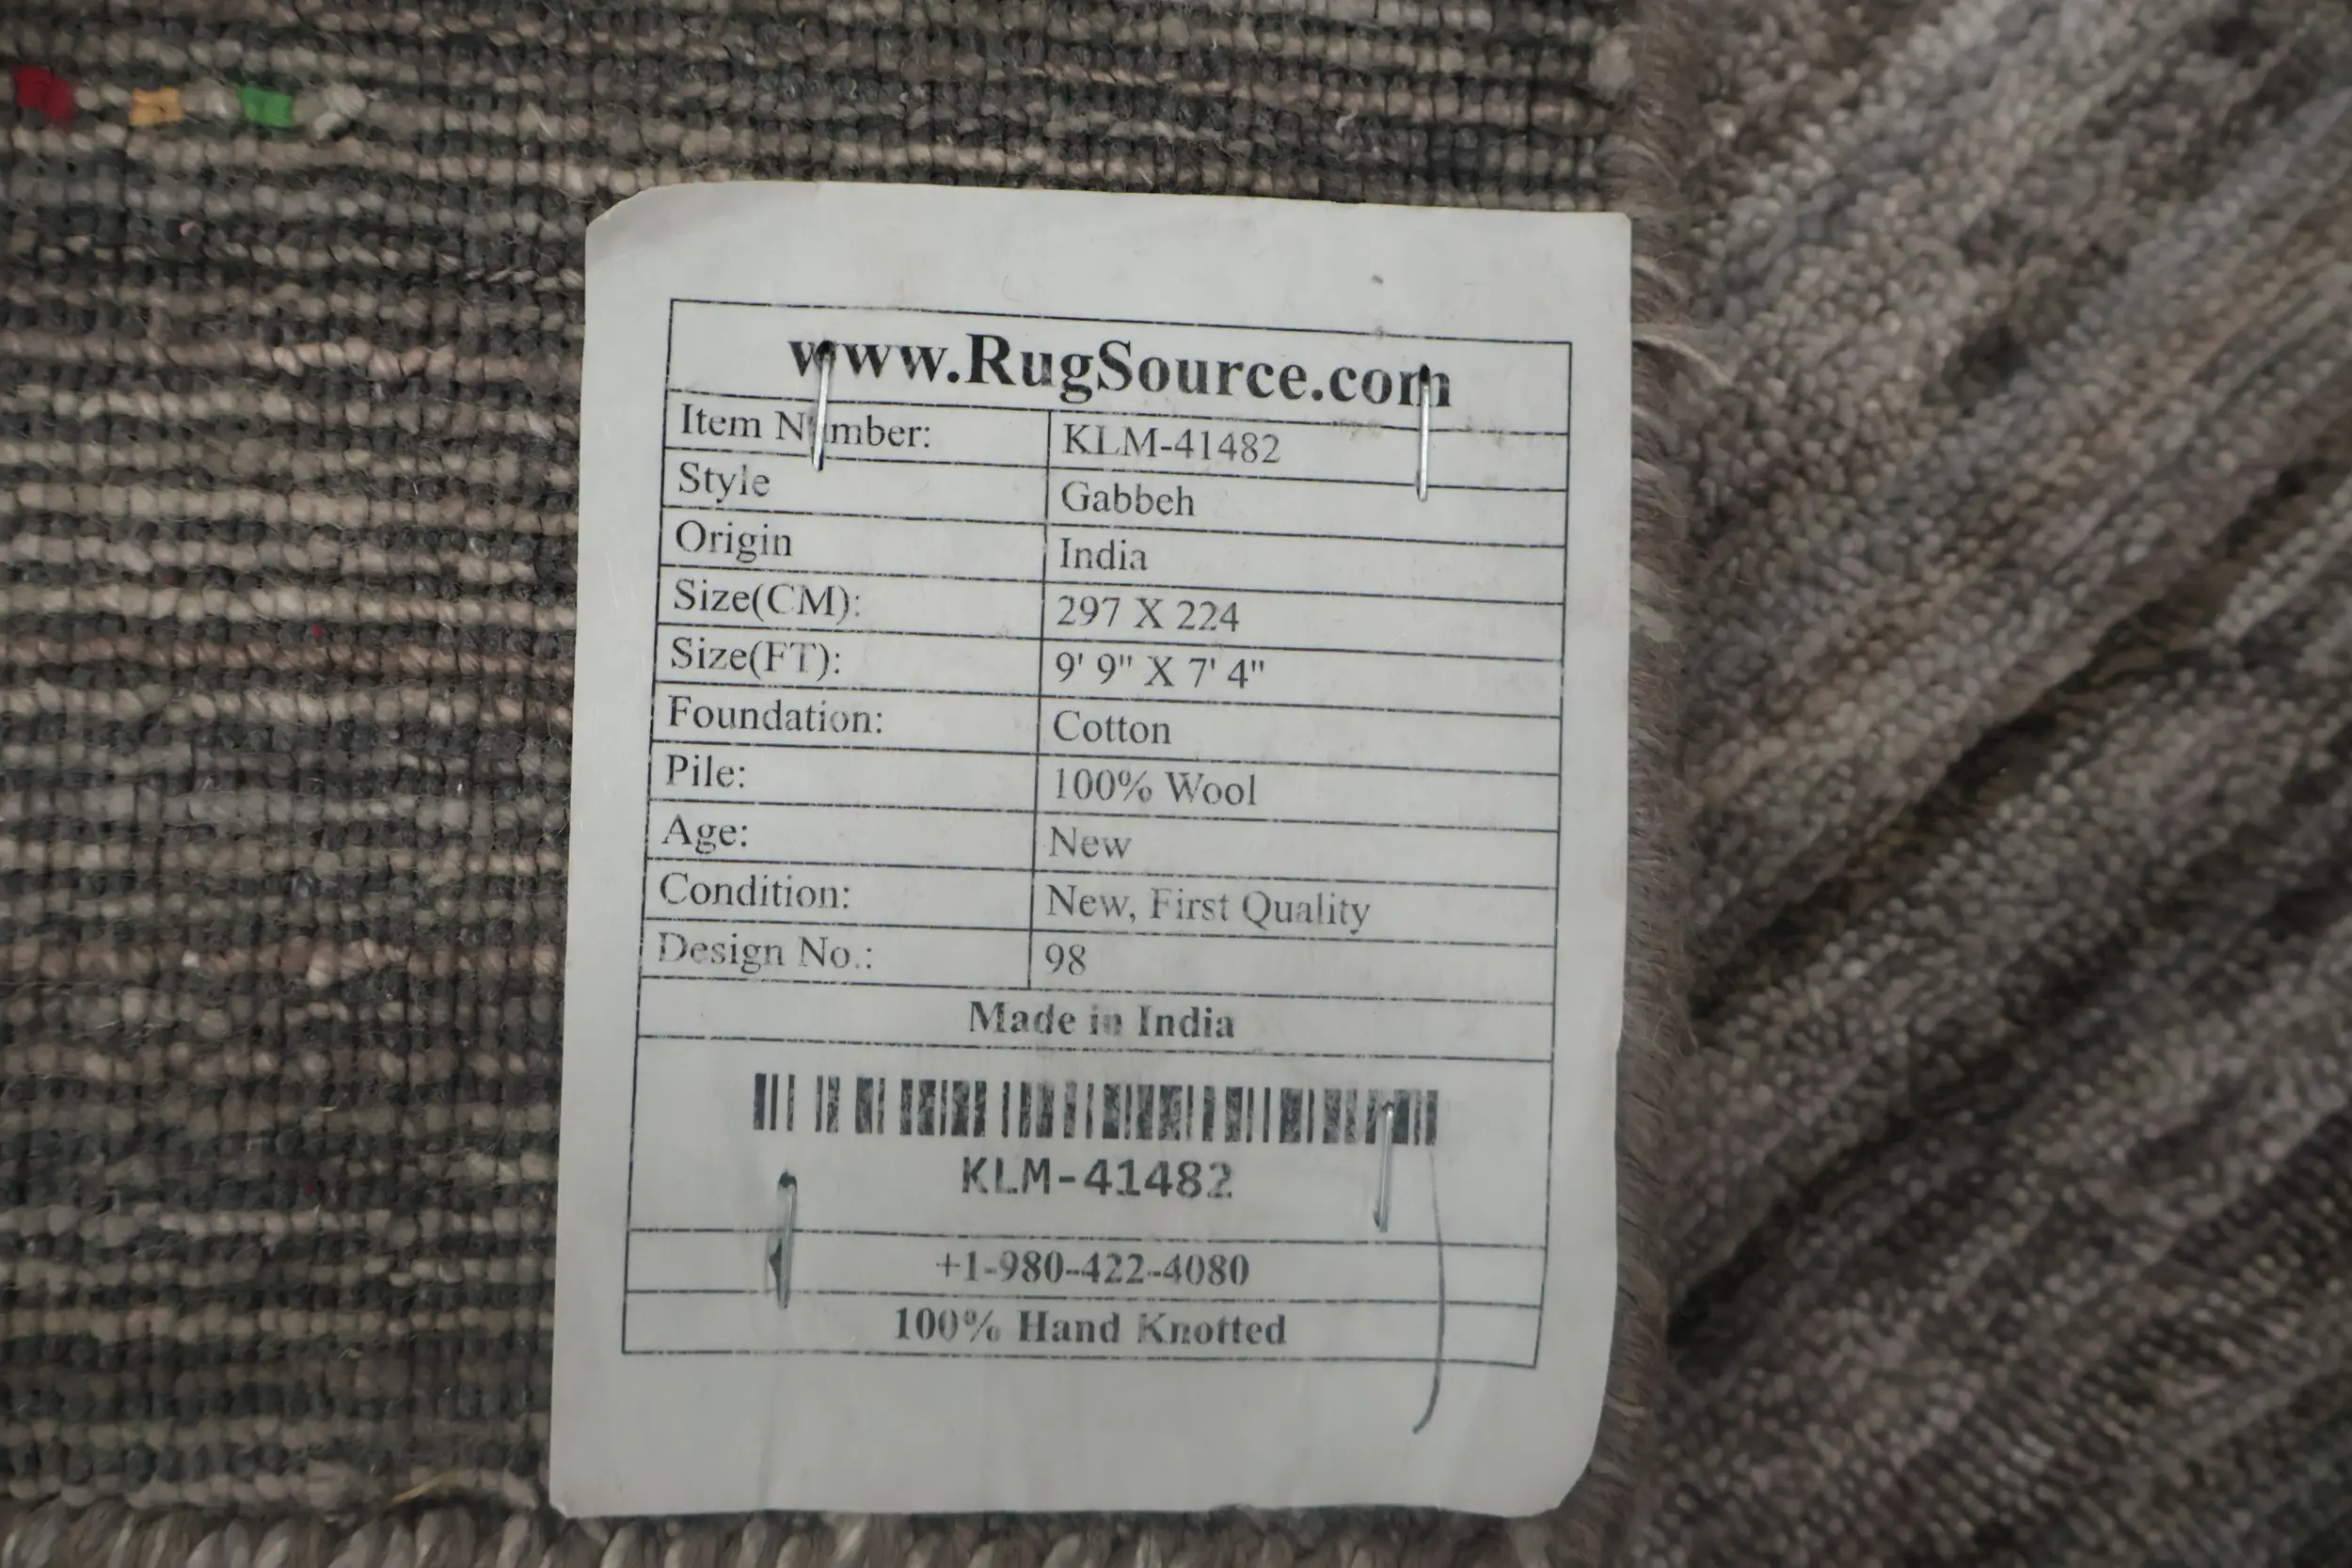 www.RugSource.com
Item Number: KLM-41482
Style Gabbeh
Origin India
Size(CM): 297 X 224
Size(FT): 9' 9" X 7' 4"
Foundation: Cotton
Pile: 100% Wool
Age: New
Condition: New, First Quality
Design No.: 98
Made in India
KLM-41482
+1-980-422-4080
100% Hand Knotted